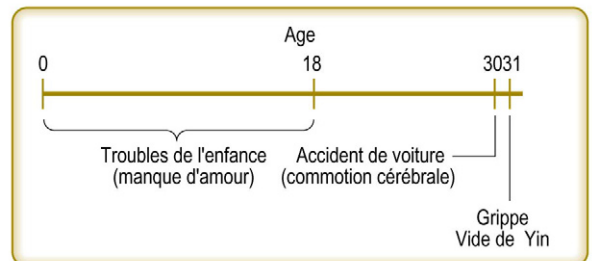 Age
0 18 3031
Troubles de l'enfance
(manque d'amour)
Accident de voiture
(commotion cérébrale)
Grippe
Vide de Yin